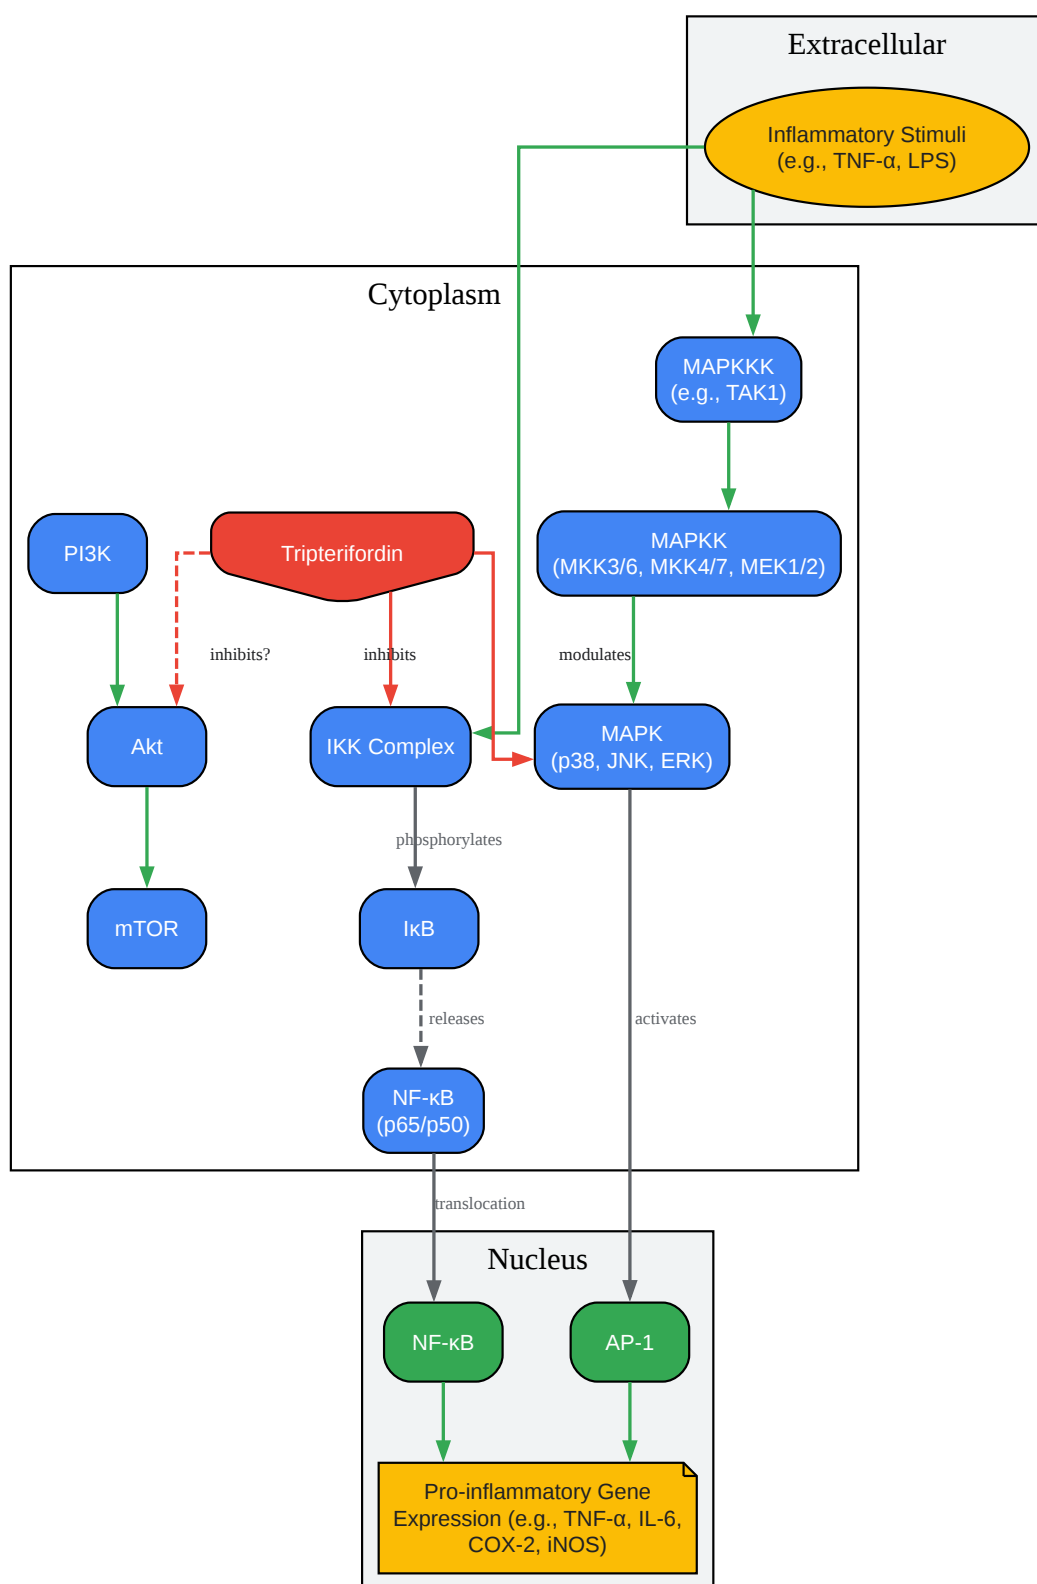 Extracellular
Inflammatory Stimuli
(e.g., TNF-α, LPS)
Cytoplasm
MAPKKK
(e.g., TAK1)
PI3K
Tripterifordin
MAPKK
(MKK3/6, MKK4/7, MEK1/2)
inhibits?
inhibits
modulates
Akt
IKK Complex
MAPK
(p38, JNK, ERK)
phosphorylates
mTOR
IκB
releases
activates
NF-κB
(p65/p50)
translocation
Nucleus
NF-κB
AP-1
Pro-inflammatory Gene
Expression (e.g., TNF-α, IL-6,
COX-2, iNOS)